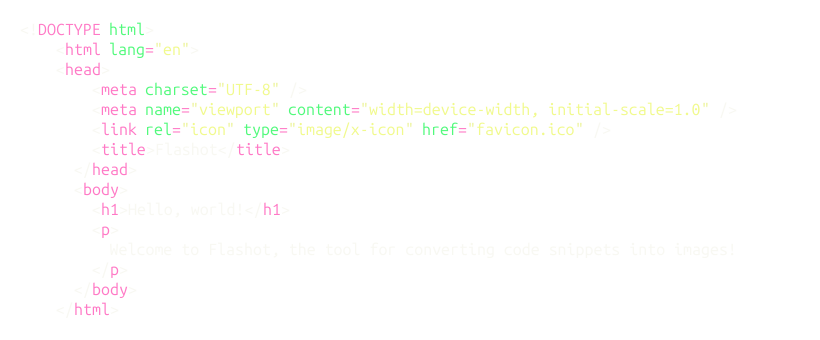 <!DOCTYPE html>
<html lang="en">
<head>
<meta charset="UTF-8" />
<meta name="viewport" content="width=device-width, initial-scale=1.0" />
<link rel="icon" type="image/x-icon" href="favicon.ico" />
<title>Flashot</title>
</head>
<body>
<h1>Hello, world!</h1>
<p>
Welcome to Flashot, the tool for converting code snippets into images!
</p>
</body>
</html>